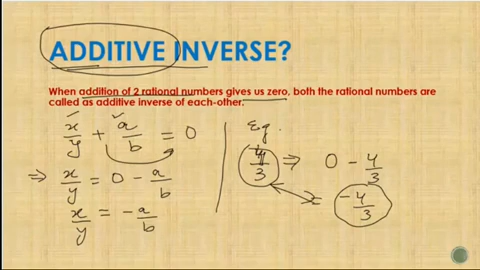 ADDITIVE INVERSE?
When addition of 2 rational numbers gives us zero, both the rational numbers are
called as additive inverse of each-other.
x/y + a/b = 0
⇒ x/y = 0 - a/b
x/y = -a/b
Eg.
4/3 ⇒ 0 - 4/3
= -4/3